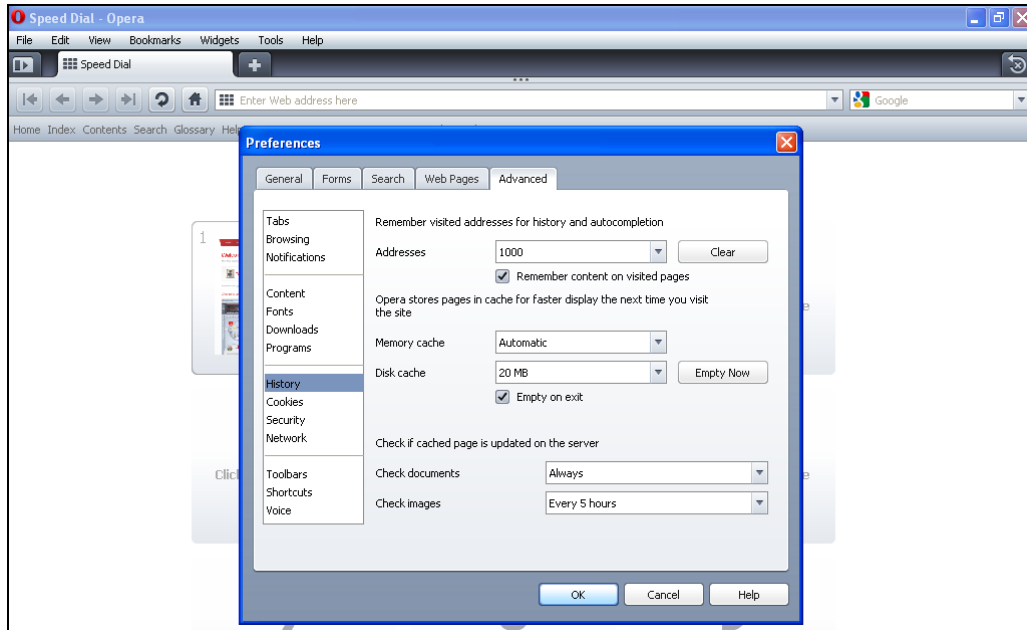 Speed Dial - Opera
File Edit View Bookmarks Widgets Tools Help
Speed Dial
Enter Web address here
Google
Home Index Contents Search Glossary Hel
Preferences
General Forms Search Web Pages Advanced
Tabs
Browsing
Notifications
Content
Fonts
Downloads
Programs
History
Cookies
Security
Network
Toolbars
Shortcuts
Voice
Remember visited addresses for history and autocompletion
Addresses 1000 Clear
Remember content on visited pages
Opera stores pages in cache for faster display the next time you visit
the site
Memory cache Automatic
Disk cache 20 MB Empty Now
Empty on exit
Check if cached page is updated on the server
Check documents Always
Check images Every 5 hours
OK Cancel Help
1
e
Clic
e